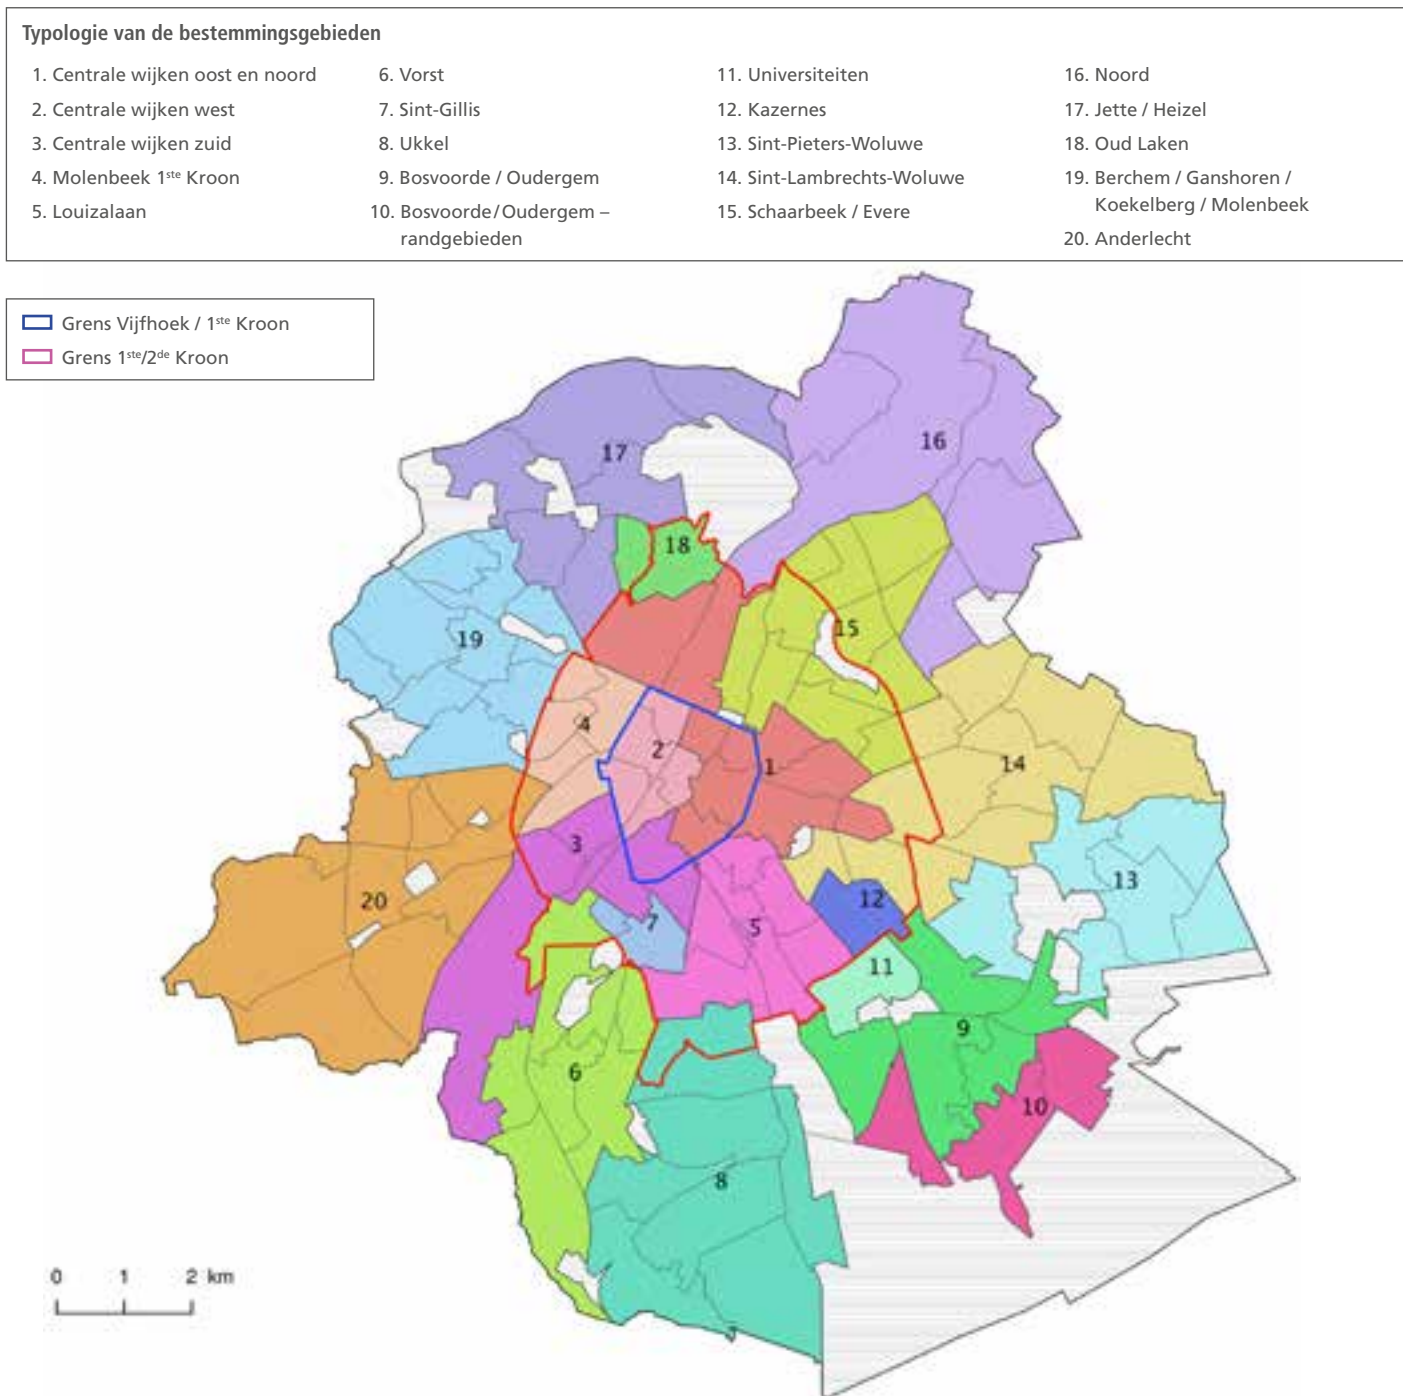 Typologie van de bestemmingsgebieden
1. Centrale wijken oost en noord
2. Centrale wijken west
3. Centrale wijken zuid
4. Molenbeek 1ste Kroon
5. Louizalaan
6. Vorst
7. Sint-Gillis
8. Ukkel
9. Bosvoorde / Oudergem
10. Bosvoorde/Oudergem –
randgebieden
11. Universiteiten
12. Kazernes
13. Sint-Pieters-Woluwe
14. Sint-Lambrechts-Woluwe
15. Schaarbeek / Evere
16. Noord
17. Jette / Heizel
18. Oud Laken
19. Berchem / Ganshoren /
Koekelberg / Molenbeek
20. Anderlecht
Grens Vijfhoek / 1ste Kroon
Grens 1ste/2de Kroon
16
17
18
15
19
4
2
1
14
3
13
20
12
7
5
11
9
6
10
8
0 1 2 km